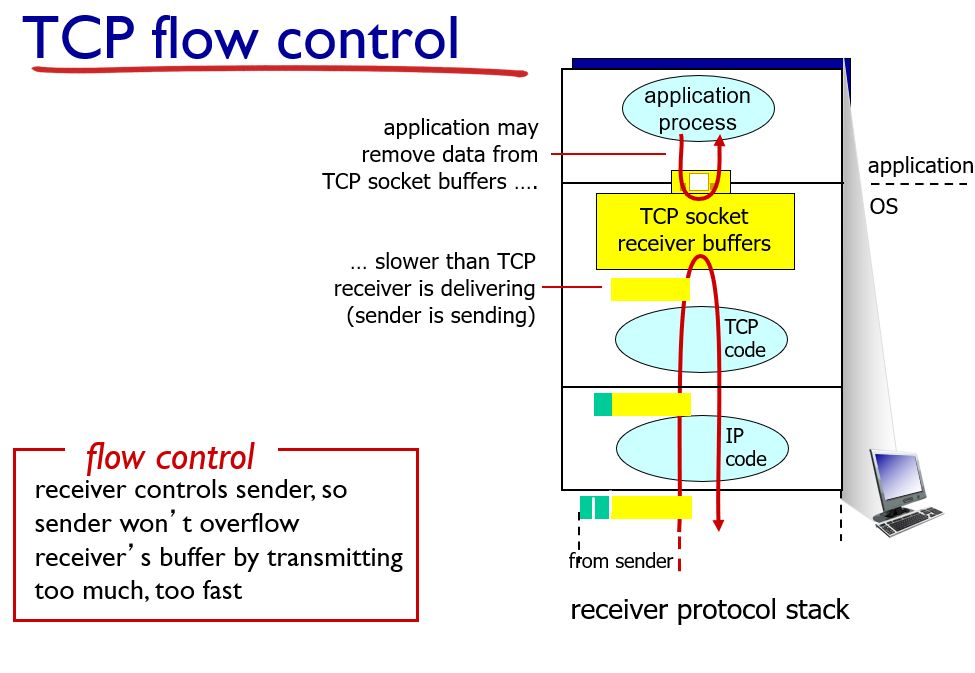 TCP flow control
application
process
application may
remove data from
TCP socket buffers ….
application
OS
TCP socket
receiver buffers
… slower than TCP
receiver is delivering
(sender is sending)
TCP
code
IP
code
flow control
receiver controls sender, so
sender won’t overflow
receiver’s buffer by transmitting
too much, too fast
from sender
receiver protocol stack